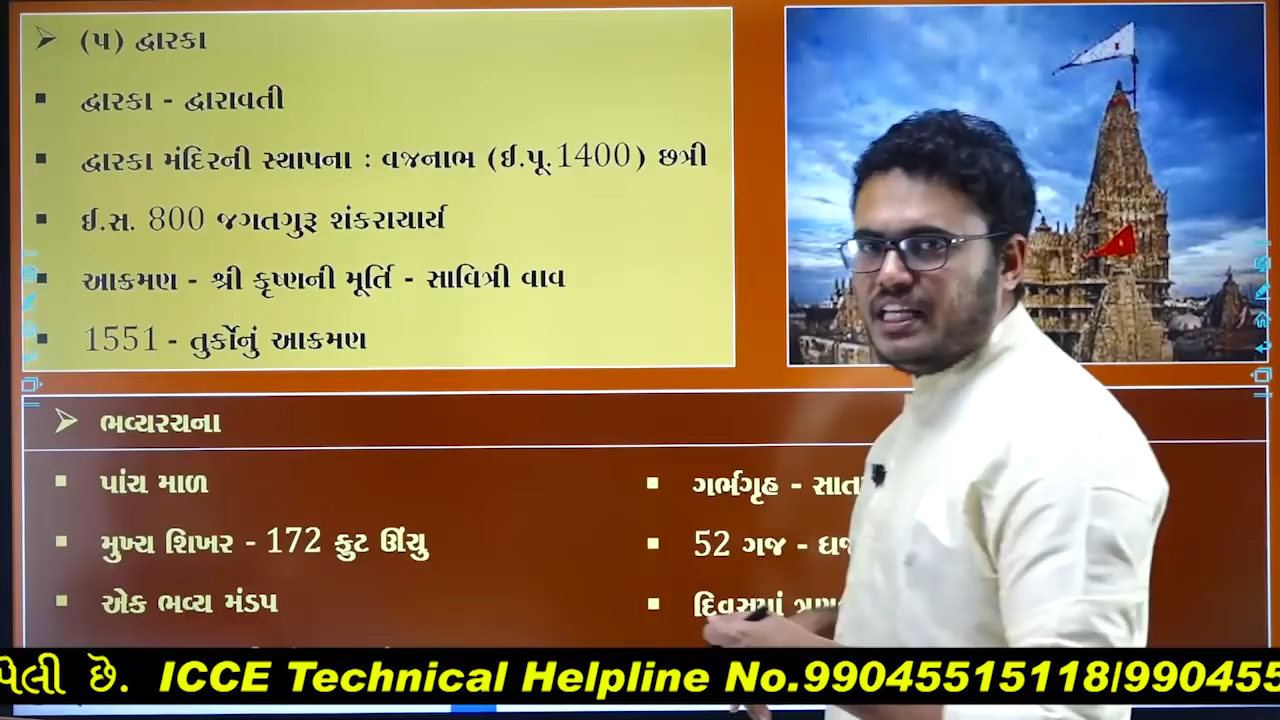 (૫) દ્વારકા
દ્વારકા - દ્વારાવતી
દ્વારકા મંદિરની સ્થાપના : વજનાભ (ઈ.પૂ.1400) છત્રી
ઈ.સ. 800 જગતગુરૂ શંકરાચાર્ય
આક્રમણ - શ્રી કૃષ્ણની મૂર્તિ - સાવિત્રી વાવ
1551 - તુર્કોનું આક્રમણ
ભવ્યરચના
પાંચ માળ
મુખ્ય શિખર - 172 ફુટ ઊંચુ
એક ભવ્ય મંડપ
ગર્ભગૃહ -
52 ગજ -
દિવસમાં
છે. ICCE Technical Helpline No.99045515118/990455